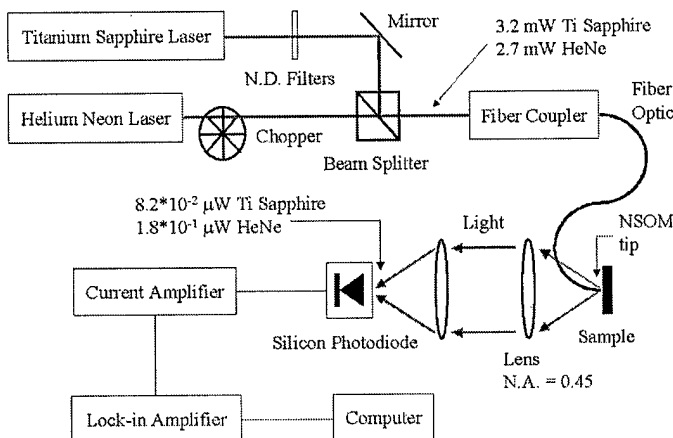 Titanium Sapphire Laser
Mirror
3.2 mW Ti Sapphire
2.7 mW HeNe
N.D. Filters
Helium Neon Laser
Chopper
Beam Splitter
Fiber Coupler
Fiber
Optic
8.2*10⁻² μW Ti Sapphire
1.8*10⁻¹ μW HeNe
Light
NSOM
tip
Current Amplifier
Silicon Photodiode
Sample
Lens
N.A. = 0.45
Lock-in Amplifier
Computer